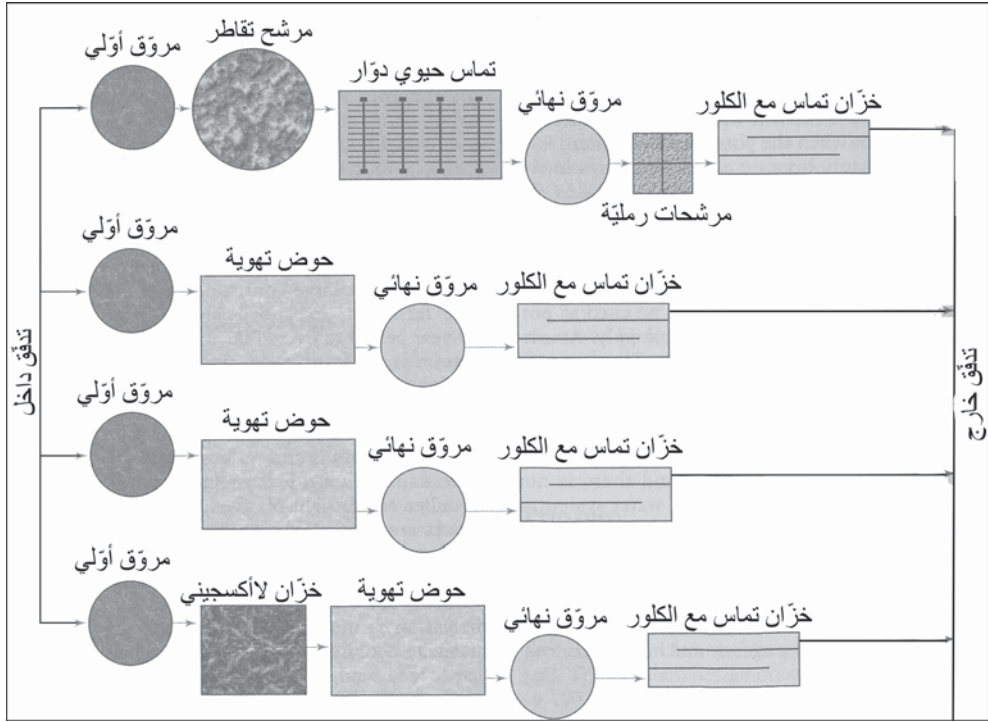 مرشح تقاطر
مروّق أوّلي
تماس حيوي دوّار
مروّق نهائي
خزّان تماس مع الكلور
مرشحات رمليّة
مروّق أوّلي
حوض تهوية
مروّق نهائي
خزّان تماس مع الكلور
تدفّق داخل
تدفّق خارج
مروّق أوّلي
حوض تهوية
مروّق نهائي
خزّان تماس مع الكلور
مروّق أوّلي
خزّان لاأكسجيني
حوض تهوية
مروّق نهائي
خزّان تماس مع الكلور